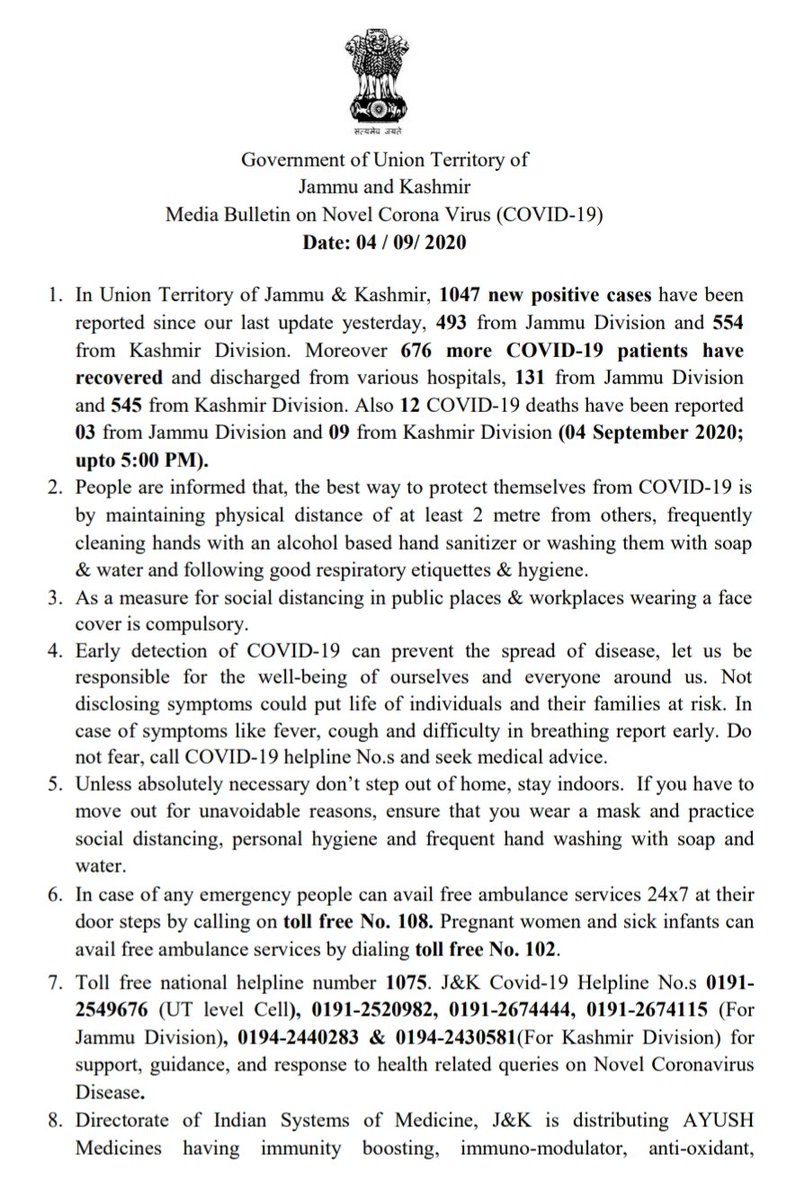 सत्यमेव जयते
Government of Union Territory of
Jammu and Kashmir
Media Bulletin on Novel Corona Virus (COVID-19)
Date: 04 / 09/ 2020
1. In Union Territory of Jammu & Kashmir, 1047 new positive cases have been
reported since our last update yesterday, 493 from Jammu Division and 554
from Kashmir Division. Moreover 676 more COVID-19 patients have
recovered and discharged from various hospitals, 131 from Jammu Division
and 545 from Kashmir Division. Also 12 COVID-19 deaths have been reported
03 from Jammu Division and 09 from Kashmir Division (04 September 2020;
upto 5:00 PM).
2. People are informed that, the best way to protect themselves from COVID-19 is
by maintaining physical distance of at least 2 metre from others, frequently
cleaning hands with an alcohol based hand sanitizer or washing them with soap
& water and following good respiratory etiquettes & hygiene.
3. As a measure for social distancing in public places & workplaces wearing a face
cover is compulsory.
4. Early detection of COVID-19 can prevent the spread of disease, let us be
responsible for the well-being of ourselves and everyone around us. Not
disclosing symptoms could put life of individuals and their families at risk. In
case of symptoms like fever, cough and difficulty in breathing report early. Do
not fear, call COVID-19 helpline No.s and seek medical advice.
5. Unless absolutely necessary don’t step out of home, stay indoors. If you have to
move out for unavoidable reasons, ensure that you wear a mask and practice
social distancing, personal hygiene and frequent hand washing with soap and
water.
6. In case of any emergency people can avail free ambulance services 24x7 at their
door steps by calling on toll free No. 108. Pregnant women and sick infants can
avail free ambulance services by dialing toll free No. 102.
7. Toll free national helpline number 1075. J&K Covid-19 Helpline No.s 0191-
2549676 (UT level Cell), 0191-2520982, 0191-2674444, 0191-2674115 (For
Jammu Division), 0194-2440283 & 0194-2430581(For Kashmir Division) for
support, guidance, and response to health related queries on Novel Coronavirus
Disease.
8. Directorate of Indian Systems of Medicine, J&K is distributing AYUSH
Medicines having immunity boosting, immuno-modulator, anti-oxidant,